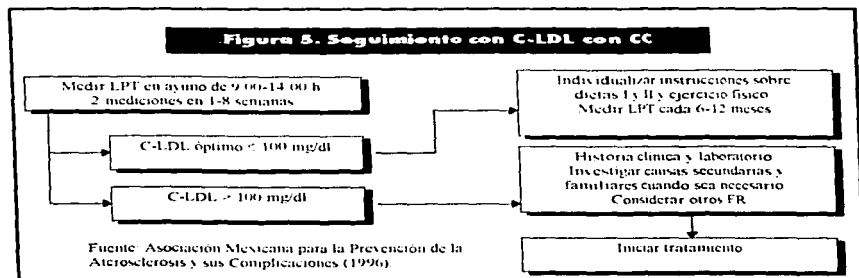 Figura 5. Seguimiento con C-LDL con CC
Medir LPT en ayuno de 9:00-14:00 h
2 mediciones en 1-8 semanas
C-LDL óptimo < 100 mg/dl
C-LDL > 100 mg/dl
Individualizar instrucciones sobre
dietas I y II y ejercicio físico
Medir LPT cada 6-12 meses
Historia clínica y laboratorio
Investigar causas secundarias y
familiares cuando sea necesario
Considerar otros FR
Iniciar tratamiento
Fuente: Asociación Mexicana para la Prevención de la
Aterosclerosis y sus Complicaciones (1996).